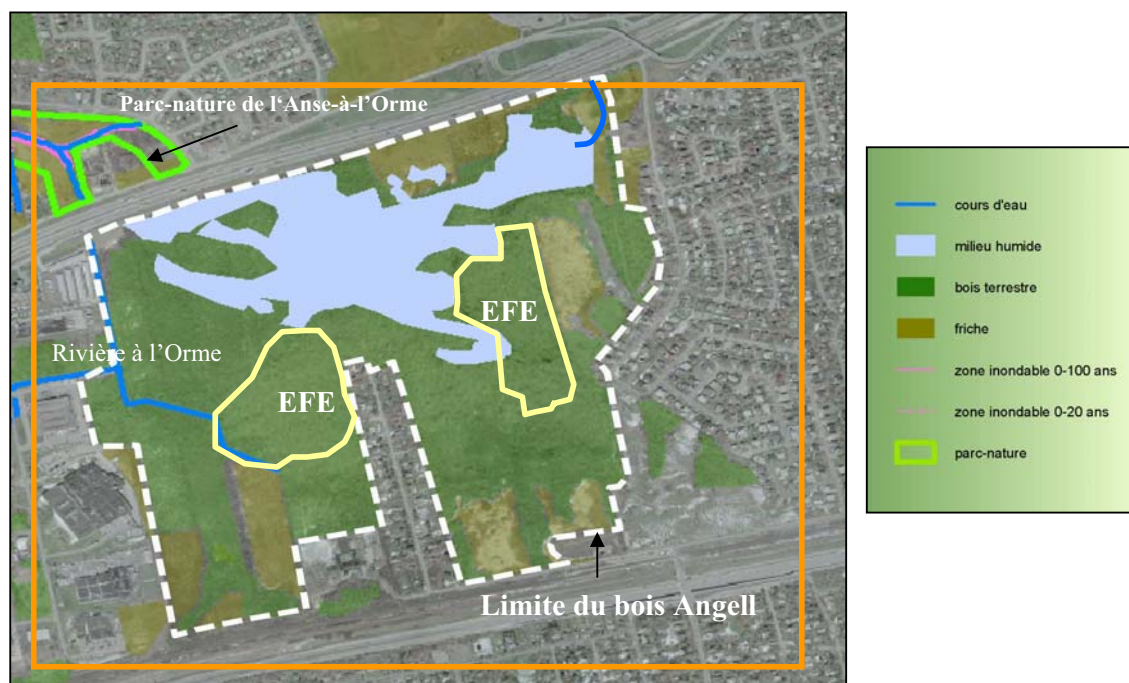 Parc-nature de l‘Anse-à-l’Orme
EFE
Rivière à l’Orme
EFE
Limite du bois Angell
cours d'eau
milieu humide
bois terrestre
friche
zone inondable 0-100 ans
zone inondable 0-20 ans
parc-nature